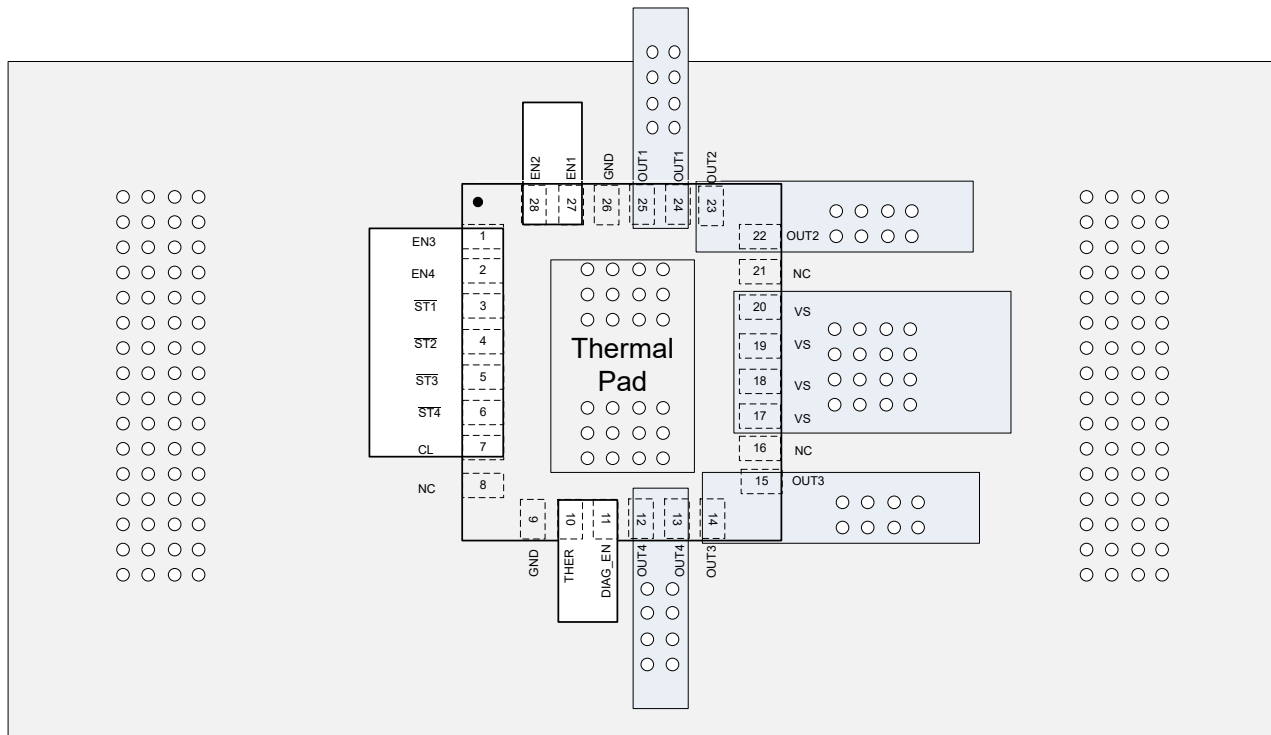 EN2
EN1
GND
OUT1
OUT1
OUT2
28
27
26
25
24
23
EN3
1
EN4
2
ST1
3
ST2
4
ST3
5
ST4
6
CL
7
NC
8
22
OUT2
21
NC
20
VS
19
VS
18
VS
17
VS
16
NC
15
OUT3
Thermal
Pad
9
10
11
12
13
14
GND
THER
DIAG_EN
OUT4
OUT4
OUT3